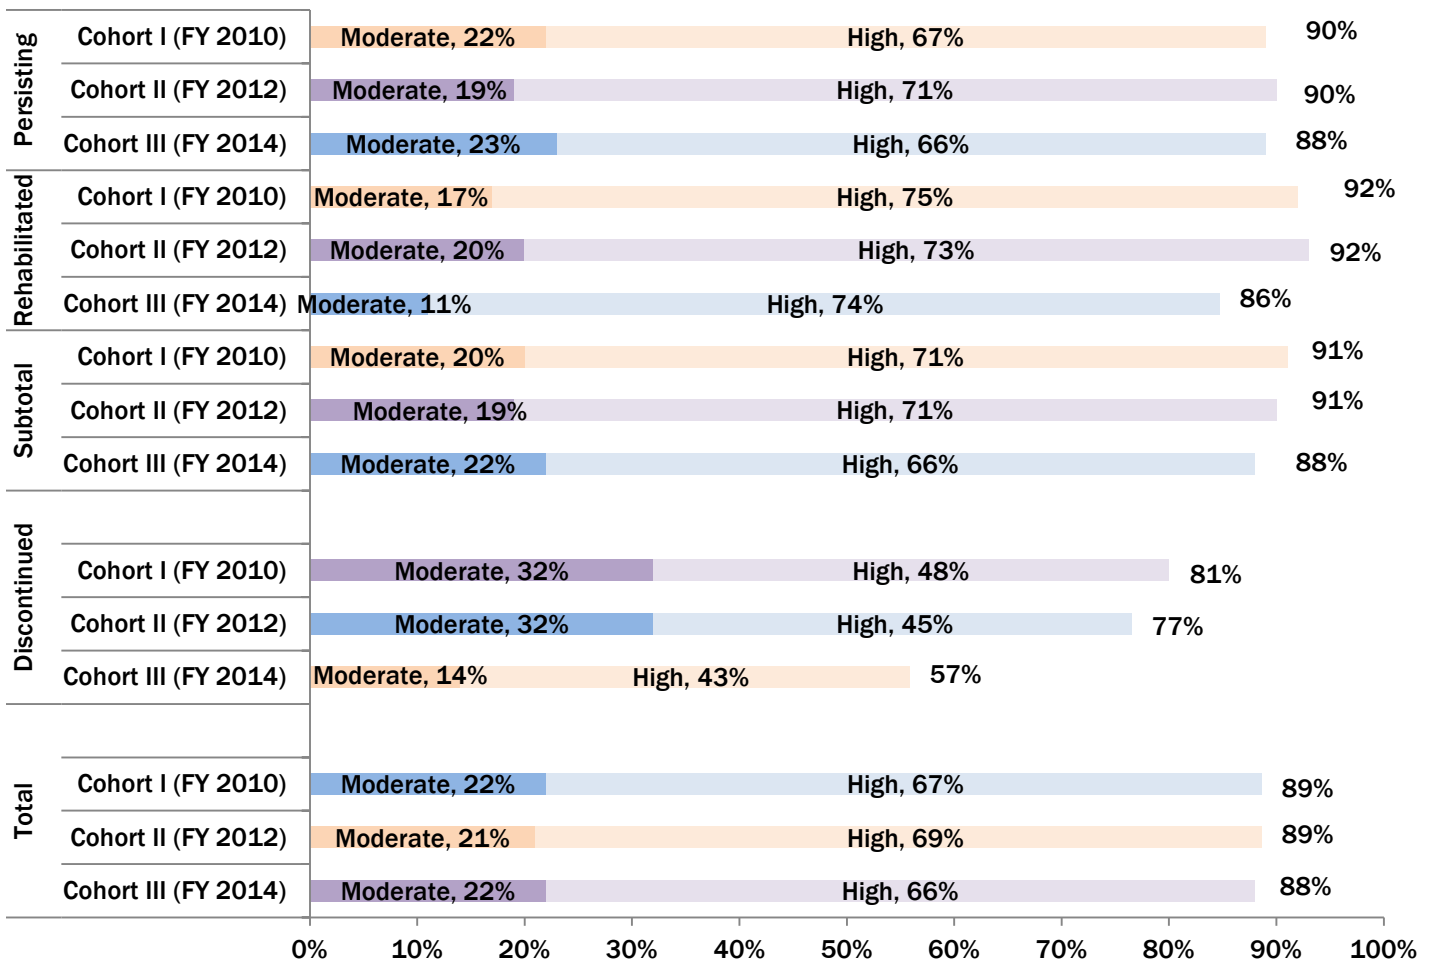 Persisting
Cohort I (FY 2010) Moderate, 22% High, 67% 90%
Cohort II (FY 2012) Moderate, 19% High, 71% 90%
Cohort III (FY 2014) Moderate, 23% High, 66% 88%
Rehabilitated
Cohort I (FY 2010) Moderate, 17% High, 75% 92%
Cohort II (FY 2012) Moderate, 20% High, 73% 92%
Cohort III (FY 2014) Moderate, 11% High, 74% 86%
Subtotal
Cohort I (FY 2010) Moderate, 20% High, 71% 91%
Cohort II (FY 2012) Moderate, 19% High, 71% 91%
Cohort III (FY 2014) Moderate, 22% High, 66% 88%
Discontinued
Cohort I (FY 2010) Moderate, 32% High, 48% 81%
Cohort II (FY 2012) Moderate, 32% High, 45% 77%
Cohort III (FY 2014) Moderate, 14% High, 43% 57%
Total
Cohort I (FY 2010) Moderate, 22% High, 67% 89%
Cohort II (FY 2012) Moderate, 21% High, 69% 89%
Cohort III (FY 2014) Moderate, 22% High, 66% 88%
0% 10% 20% 30% 40% 50% 60% 70% 80% 90% 100%